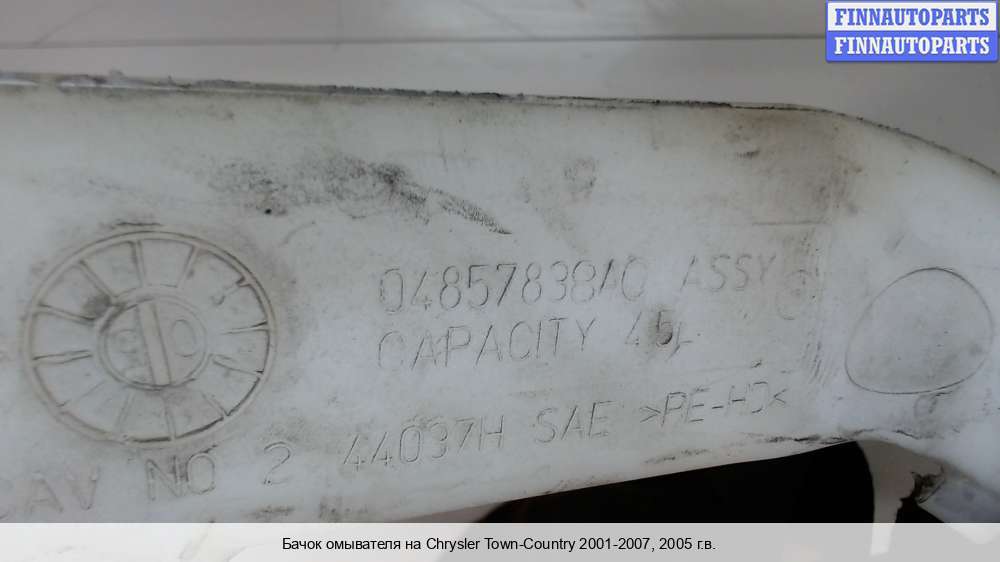 FINNAUTOPARTS
FINNAUTOPARTS
04857838AC ASSY
CAPACITY 4.5L
CAV NO 2 44037H SAE >PE-HD<
Бачок омывателя на Chrysler Town-Country 2001-2007, 2005 г.в.